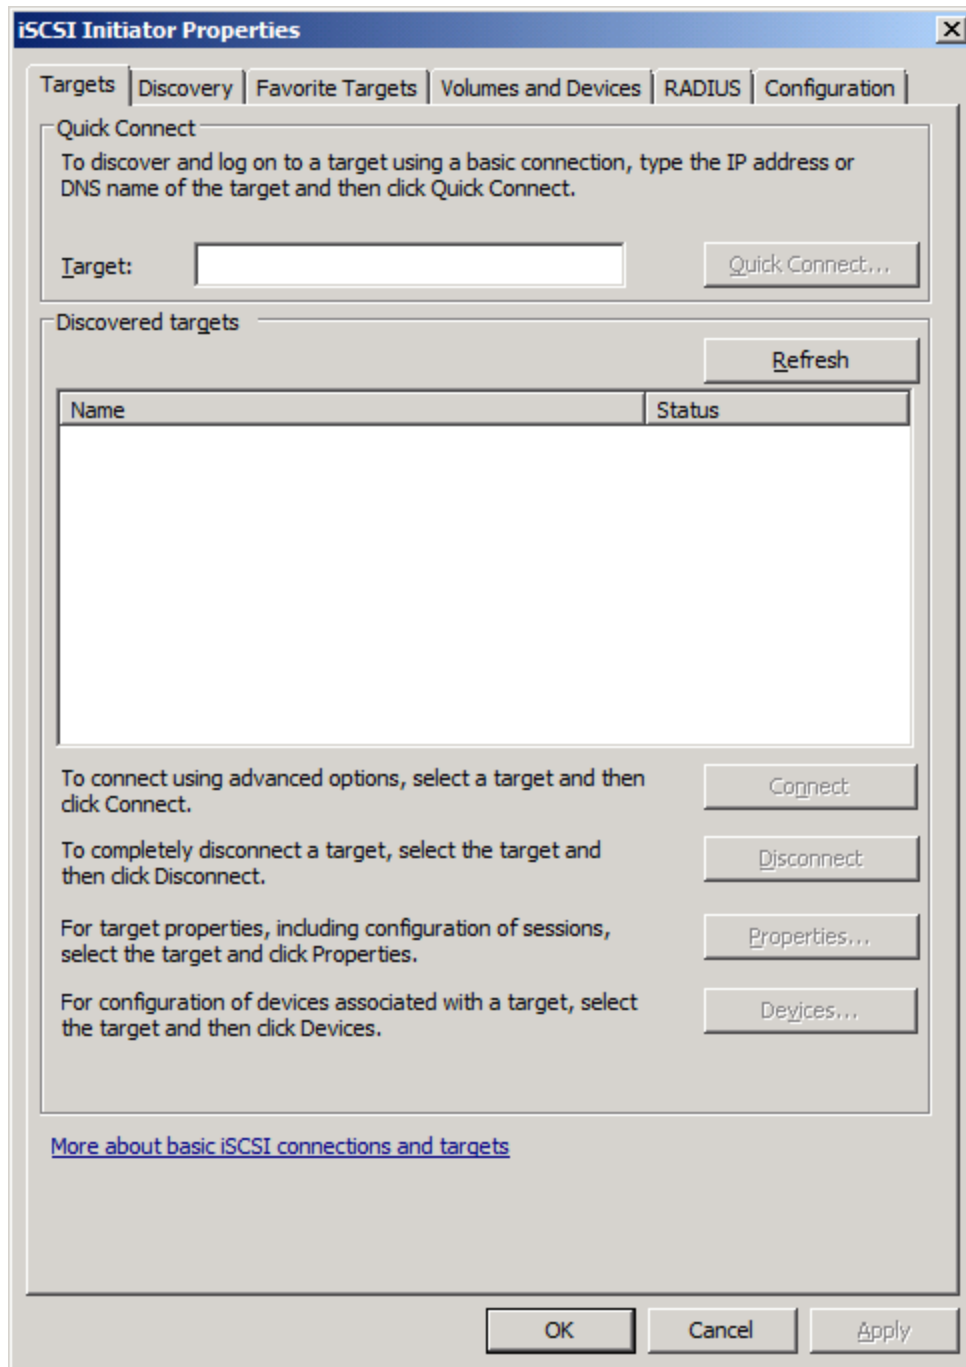 iSCSI Initiator Properties
Targets Discovery Favorite Targets Volumes and Devices RADIUS Configuration
Quick Connect
To discover and log on to a target using a basic connection, type the IP address or
DNS name of the target and then click Quick Connect.
Target: Quick Connect...
Discovered targets
Refresh
Name Status
To connect using advanced options, select a target and then
click Connect.
Connect
To completely disconnect a target, select the target and
then click Disconnect.
Disconnect
For target properties, including configuration of sessions,
select the target and click Properties.
Properties...
For configuration of devices associated with a target, select
the target and then click Devices.
Devices...
More about basic iSCSI connections and targets
OK Cancel Apply